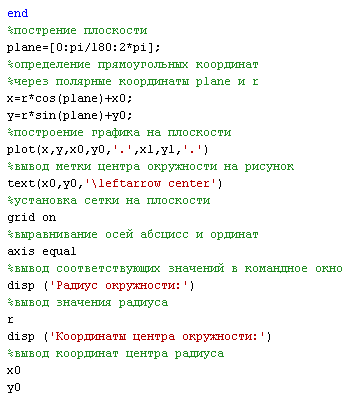 end
%построение плоскости
plane=[0:pi/180:2*pi];
%определение прямоугольных координат
%через полярные координаты plane и r
x=r*cos(plane)+x0;
y=r*sin(plane)+y0;
%построение графика на плоскости
plot(x,y,x0,y0,'.',x1,y1,'.')
%вывод метки центра окружности на рисунок
text(x0,y0,'\leftarrow center')
%установка сетки на плоскости
grid on
%выравнивание осей абсцисс и ординат
axis equal
%вывод соответствующих значений в командное окно
disp ('Радиус окружности:')
%вывод значения радиуса
r
disp ('Координаты центра окружности:')
%вывод координат центра радиуса
x0
y0